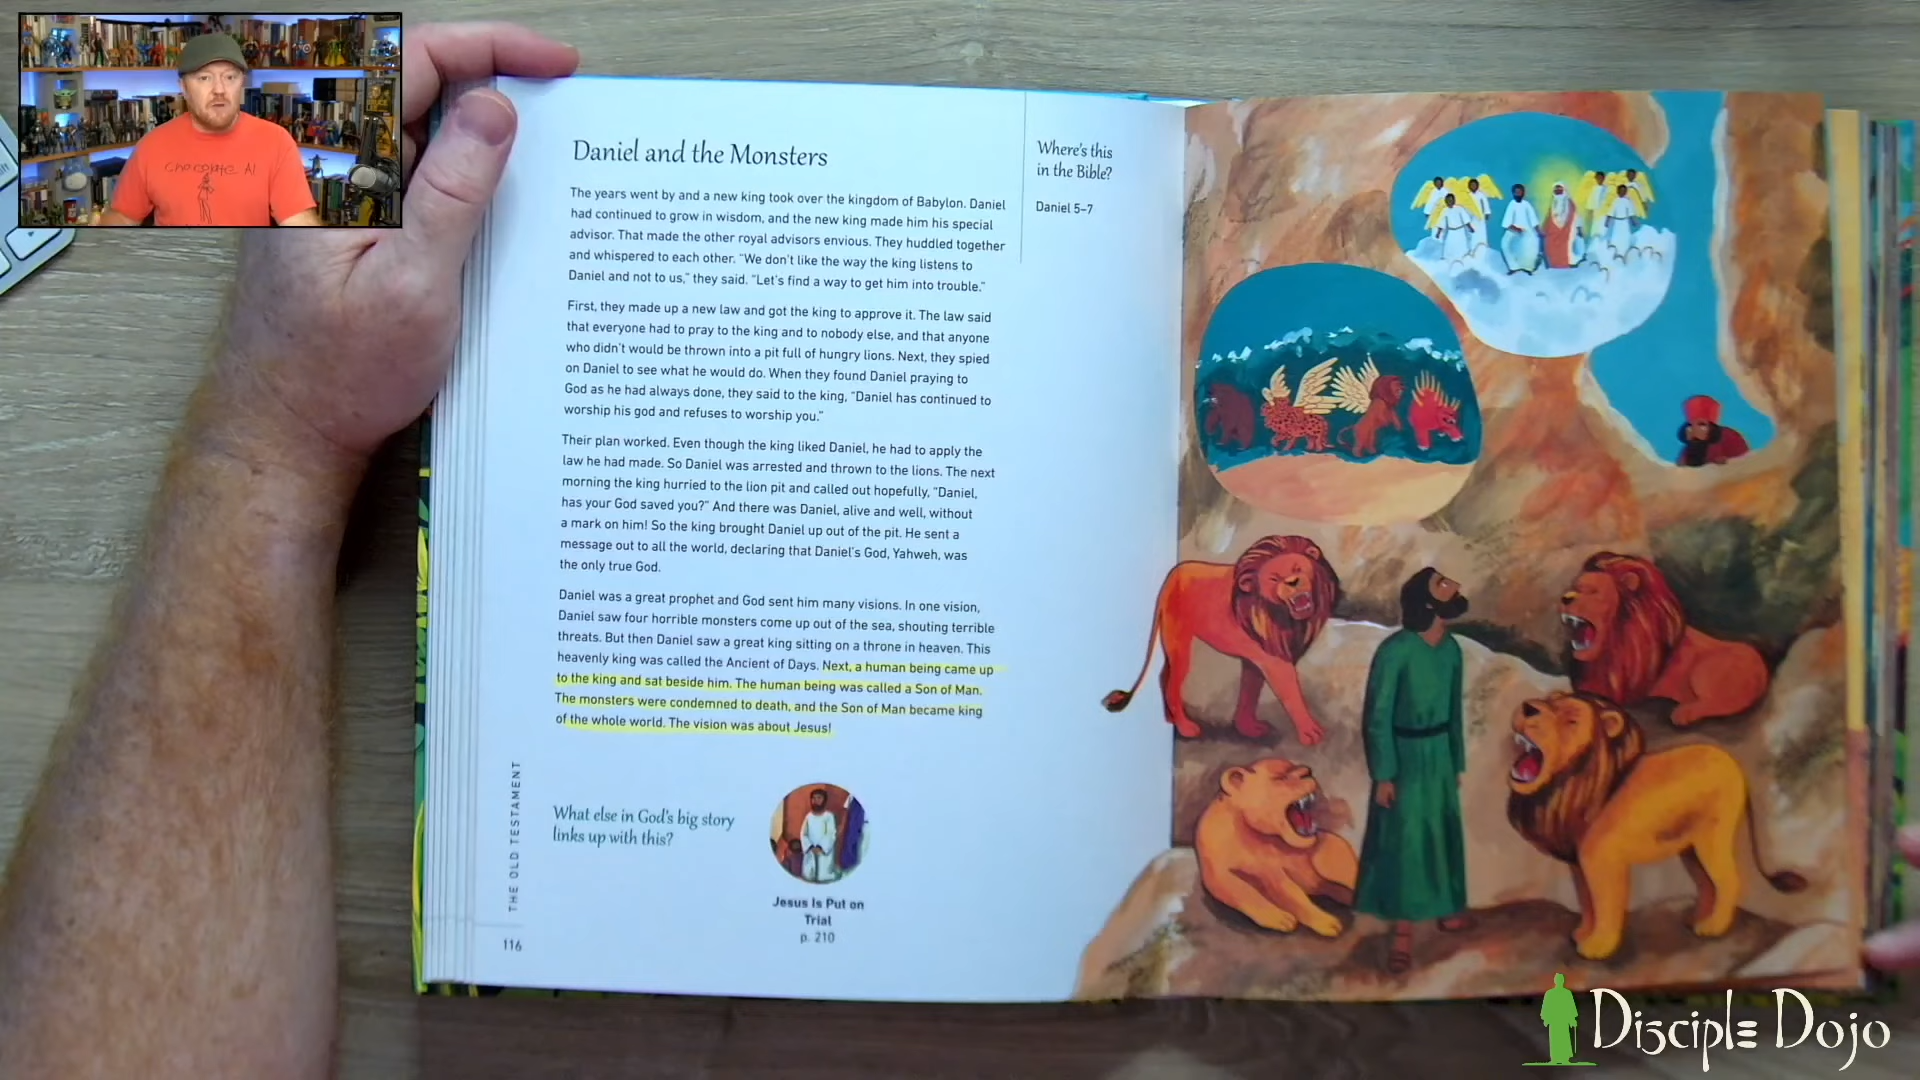 Chocolate Al
Daniel and the Monsters
The years went by and a new king took over the kingdom of Babylon. Daniel
had continued to grow in wisdom, and the new king made him his special
advisor. That made the other royal advisors envious. They huddled together
and whispered to each other. “We don’t like the way the king listens to
Daniel and not to us,” they said. “Let’s find a way to get him into trouble.”
First, they made up a new law and got the king to approve it. The law said
that everyone had to pray to the king and to nobody else, and that anyone
who didn’t would be thrown into a pit full of hungry lions. Next, they spied
on Daniel to see what he would do. When they found Daniel praying to
God as he had always done, they said to the king, “Daniel has continued to
worship his god and refuses to worship you.”
Their plan worked. Even though the king liked Daniel, he had to apply the
law he had made. So Daniel was arrested and thrown to the lions. The next
morning the king hurried to the lion pit and called out hopefully, “Daniel,
has your God saved you?” And there was Daniel, alive and well, without
a mark on him! So the king brought Daniel up out of the pit. He sent a
message out to all the world, declaring that Daniel’s God, Yahweh, was
the only true God.
Daniel was a great prophet and God sent him many visions. In one vision,
Daniel saw four horrible monsters come up out of the sea, shouting terrible
threats. But then Daniel saw a great king sitting on a throne in heaven. This
heavenly king was called the Ancient of Days. Next, a human being came up
to the king and sat beside him. The human being was called a Son of Man.
The monsters were condemned to death, and the Son of Man became king
of the whole world. The vision was about Jesus!
Where’s this
in the Bible?
Daniel 5–7
What else in God’s big story
links up with this?
Jesus Is Put on
Trial
p. 210
THE OLD TESTAMENT
116
Disciple Dojo